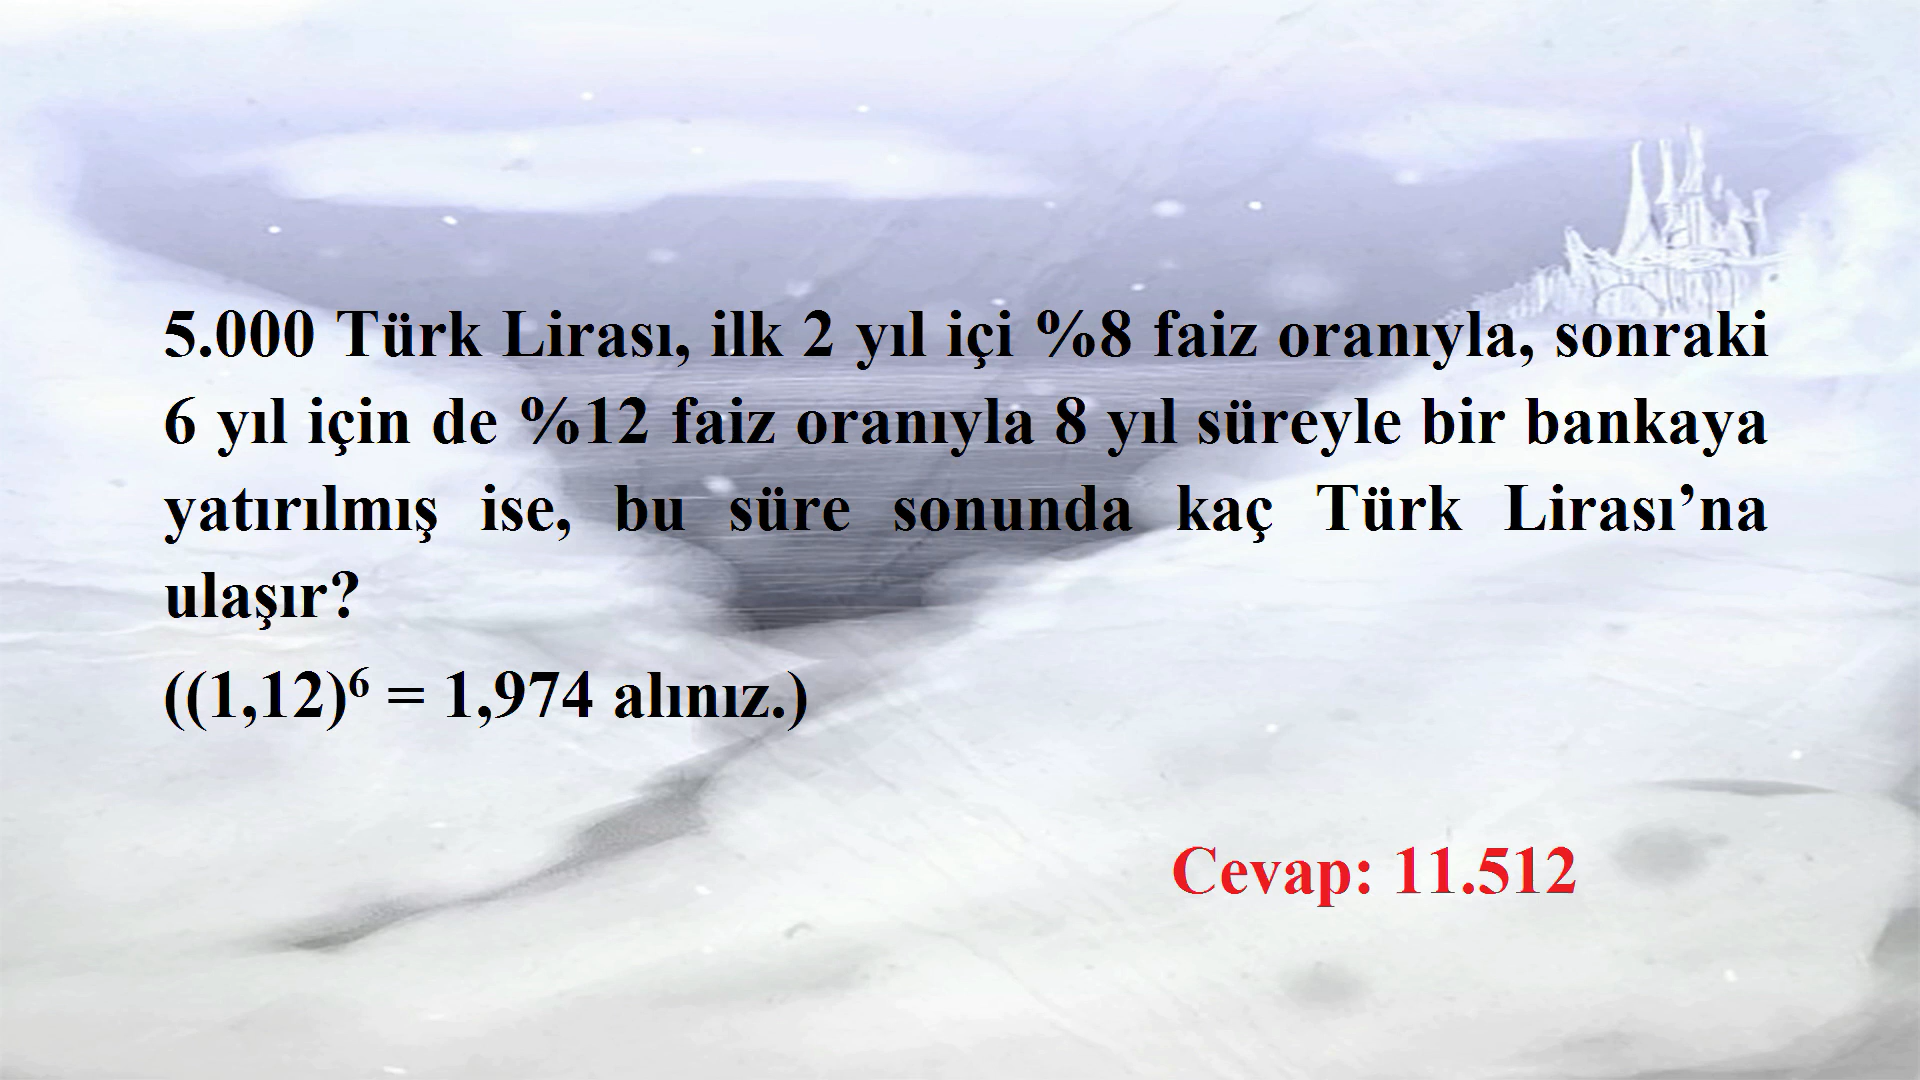 5.000 Türk Lirası, ilk 2 yıl içi %8 faiz oranıyla, sonraki
6 yıl için de %12 faiz oranıyla 8 yıl süreyle bir bankaya
yatırılmış ise, bu süre sonunda kaç Türk Lirası’na
ulaşır?
((1,12)⁶ = 1,974 alınız.)
Cevap: 11.512